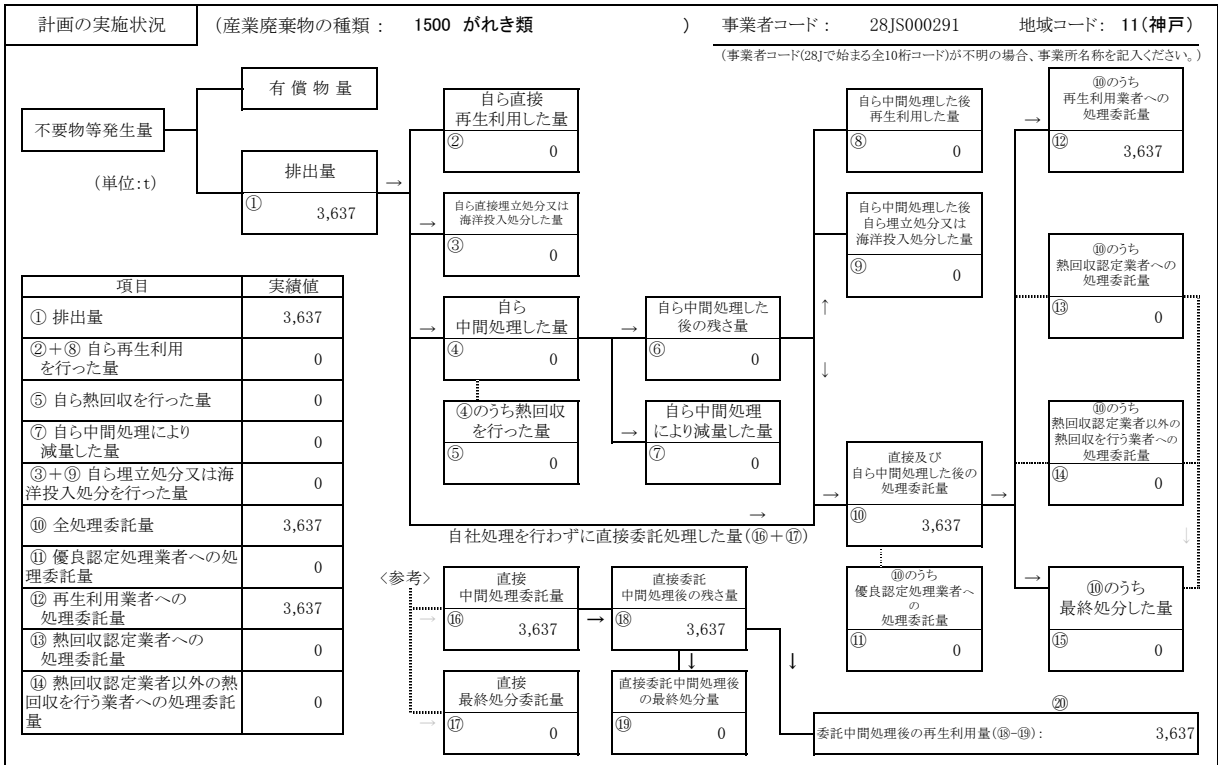 計画の実施状況 (産業廃棄物の種類： 1500 がれき類 ) 事業者コード： 28JS000291 地域コード： 11(神戸)
(事業者コード(28Jで始まる全10桁コード)が不明の場合、事業所名称を記入ください。)
不要物等発生量
(単位:t)
有償物量
排出量
→
① 3,637
自ら直接
再生利用した量
② 0
→
自ら直接埋立処分又は
海洋投入処分した量
③ 0
→
自ら
中間処理した量
④ 0
④のうち熱回収
を行った量
⑤ 0
→
自ら中間処理した
後の残さ量
⑥ 0
→
自ら中間処理
により減量した量
⑦ 0
自ら中間処理した後
再生利用した量
⑧ 0
自ら中間処理した後
自ら埋立処分又は
海洋投入処分した量
⑨ 0
↑
↓
→
直接及び
自ら中間処理した後の
処理委託量
⑩ 3,637
→
⑩のうち
優良認定処理業者へ
の
処理委託量
⑪ 0
→
⑩のうち
再生利用業者への
処理委託量
⑫ 3,637
⑩のうち
熱回収認定業者への
処理委託量
⑬ 0
⑩のうち
熱回収認定業者以外の
熱回収を行う業者への
処理委託量
⑭ 0
↓
→
⑩のうち
最終処分した量
⑮ 0
→
自社処理を行わずに直接委託処理した量(⑯＋⑰)
〈参考〉
→
直接
中間処理委託量
⑯ 3,637
→
直接委託
中間処理後の残さ量
⑱ 3,637
→
直接
最終処分委託量
⑰ 0
↓
直接委託中間処理後
の最終処分量
⑲ 0
↓
⑳
委託中間処理後の再生利用量(⑱-⑲)： 3,637
項目 実績値
① 排出量 3,637
②＋⑧ 自ら再生利用
を行った量 0
⑤ 自ら熱回収を行った量 0
⑦ 自ら中間処理により
減量した量 0
③＋⑨ 自ら埋立処分又は海
洋投入処分を行った量 0
⑩ 全処理委託量 3,637
⑪ 優良認定処理業者への処
理委託量 0
⑫ 再生利用業者への
処理委託量 3,637
⑬ 熱回収認定業者への
処理委託量 0
⑭ 熱回収認定業者以外の熱
回収を行う業者への処理委託
量 0